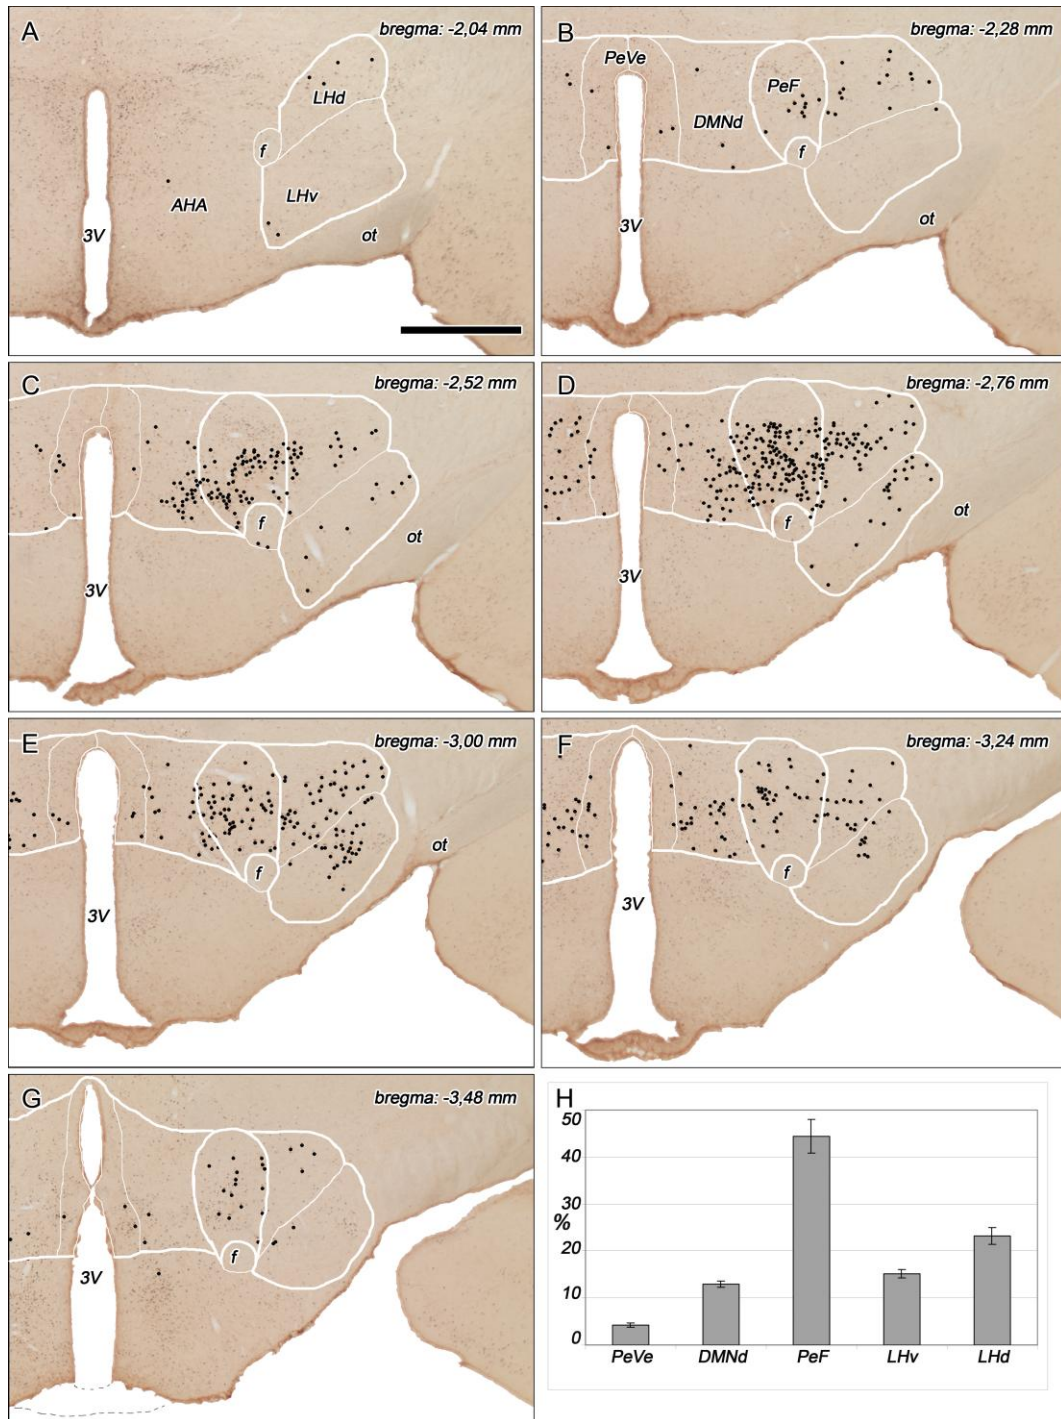 A
bregma: -2,04 mm
LHd
f
LHv
AHA
3V
ot
B
bregma: -2,28 mm
PeVe
PeF
DMNd
f
3V
ot
C
bregma: -2,52 mm
f
ot
3V
D
bregma: -2,76 mm
f
ot
3V
E
bregma: -3,00 mm
ot
f
3V
F
bregma: -3,24 mm
f
3V
G
bregma: -3,48 mm
f
3V
H
50
40
30
%
20
10
0
PeVe DMNd PeF LHv LHd